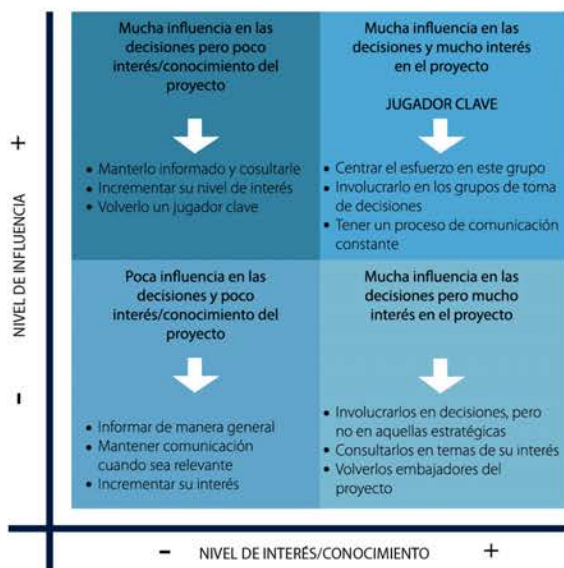 Mucha influencia en las
decisiones pero poco
interés/conocimiento del
proyecto
Mucha influencia en las
decisiones y mucho interés
en el proyecto
JUGADOR CLAVE
• Manterlo informado y cosultarle
• Incrementar su nivel de interés
• Volverlo un jugador clave
• Centrar el esfuerzo en este grupo
• Involucrarlo en los grupos de toma
de decisiones
• Tener un proceso de comunicación
constante
Poca influencia en las
decisiones y poco
interés/conocimiento del
proyecto
Mucha influencia en las
decisiones pero mucho
interés en el proyecto
• Informar de manera general
• Mantener comunicación
cuando sea relevante
• Incrementar su interés
• Involucrarlos en decisiones, pero
no en aquellas estratégicas
• Consultarlos en temas de su interés
• Volverlos embajadores del
proyecto
+
NIVEL DE INFLUENCIA
-
- NIVEL DE INTERÉS/CONOCIMIENTO +